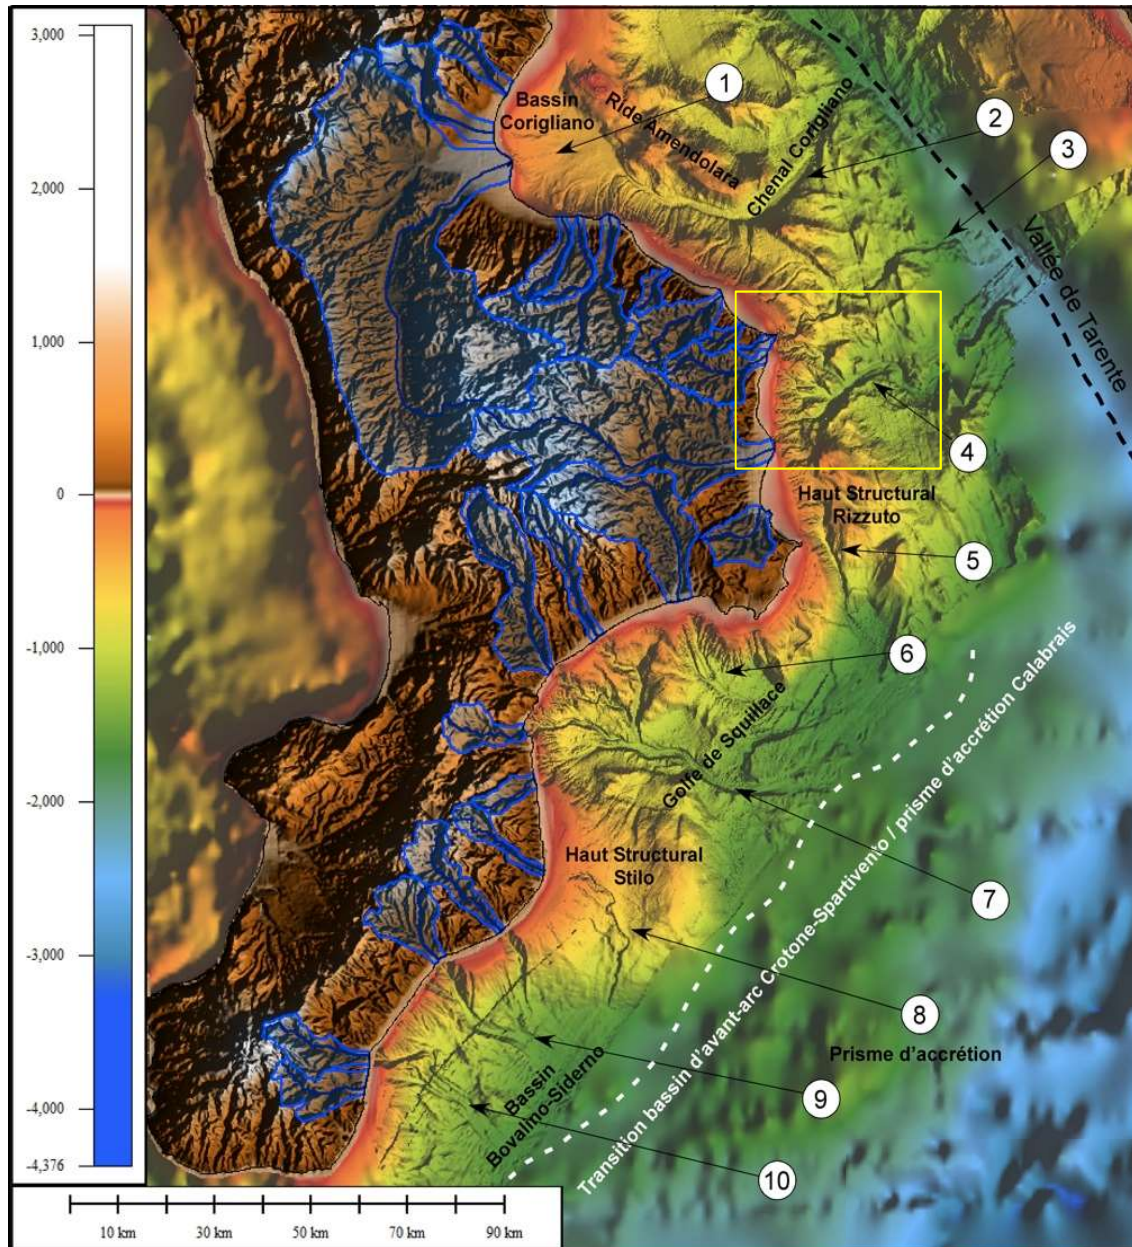 3,000
2,000
1,000
0
-1,000
-2,000
-3,000
-4,000
-4,376
10 km
30 km
50 km
70 km
90 km
Bassin
Corigliano
Ride Amendolara
Chenal Corigliano
1
2
3
Vallée de Tarente
4
Haut Structural
Rizzuto
5
6
Golfe de Squillace
7
Haut Structural
Stilo
8
Prisme d'accrétion
Transition bassin d'avant-arc Crotone-Spartivento / prisme d'accrétion Calabrais
9
Bassin
Bovalino-Siderno
10